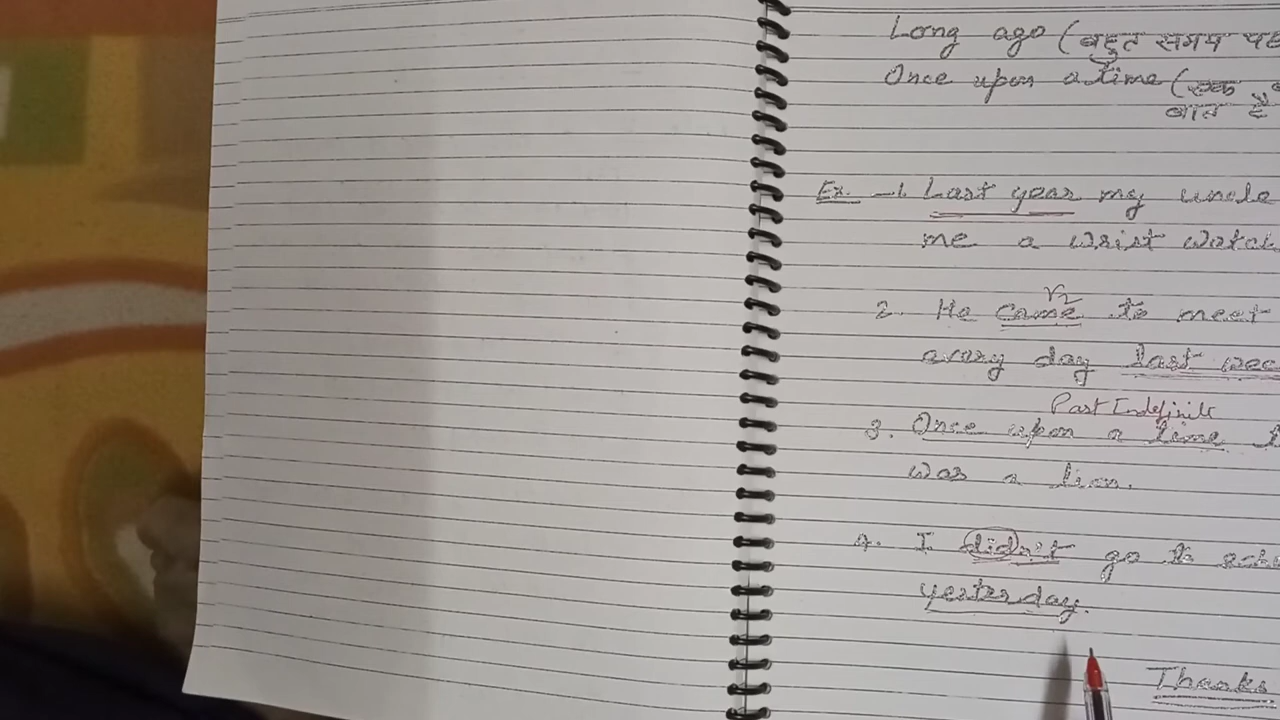 Long ago (बहुत समय
Once upon a time (एक
बात है
Ex. -1. Last year my uncle
me a wrist
V2
2. He came to meet
every day last
Past Indefinite
3. Once upon a time
was a lion.
4. I didn't go to
yesterday.
Thanks